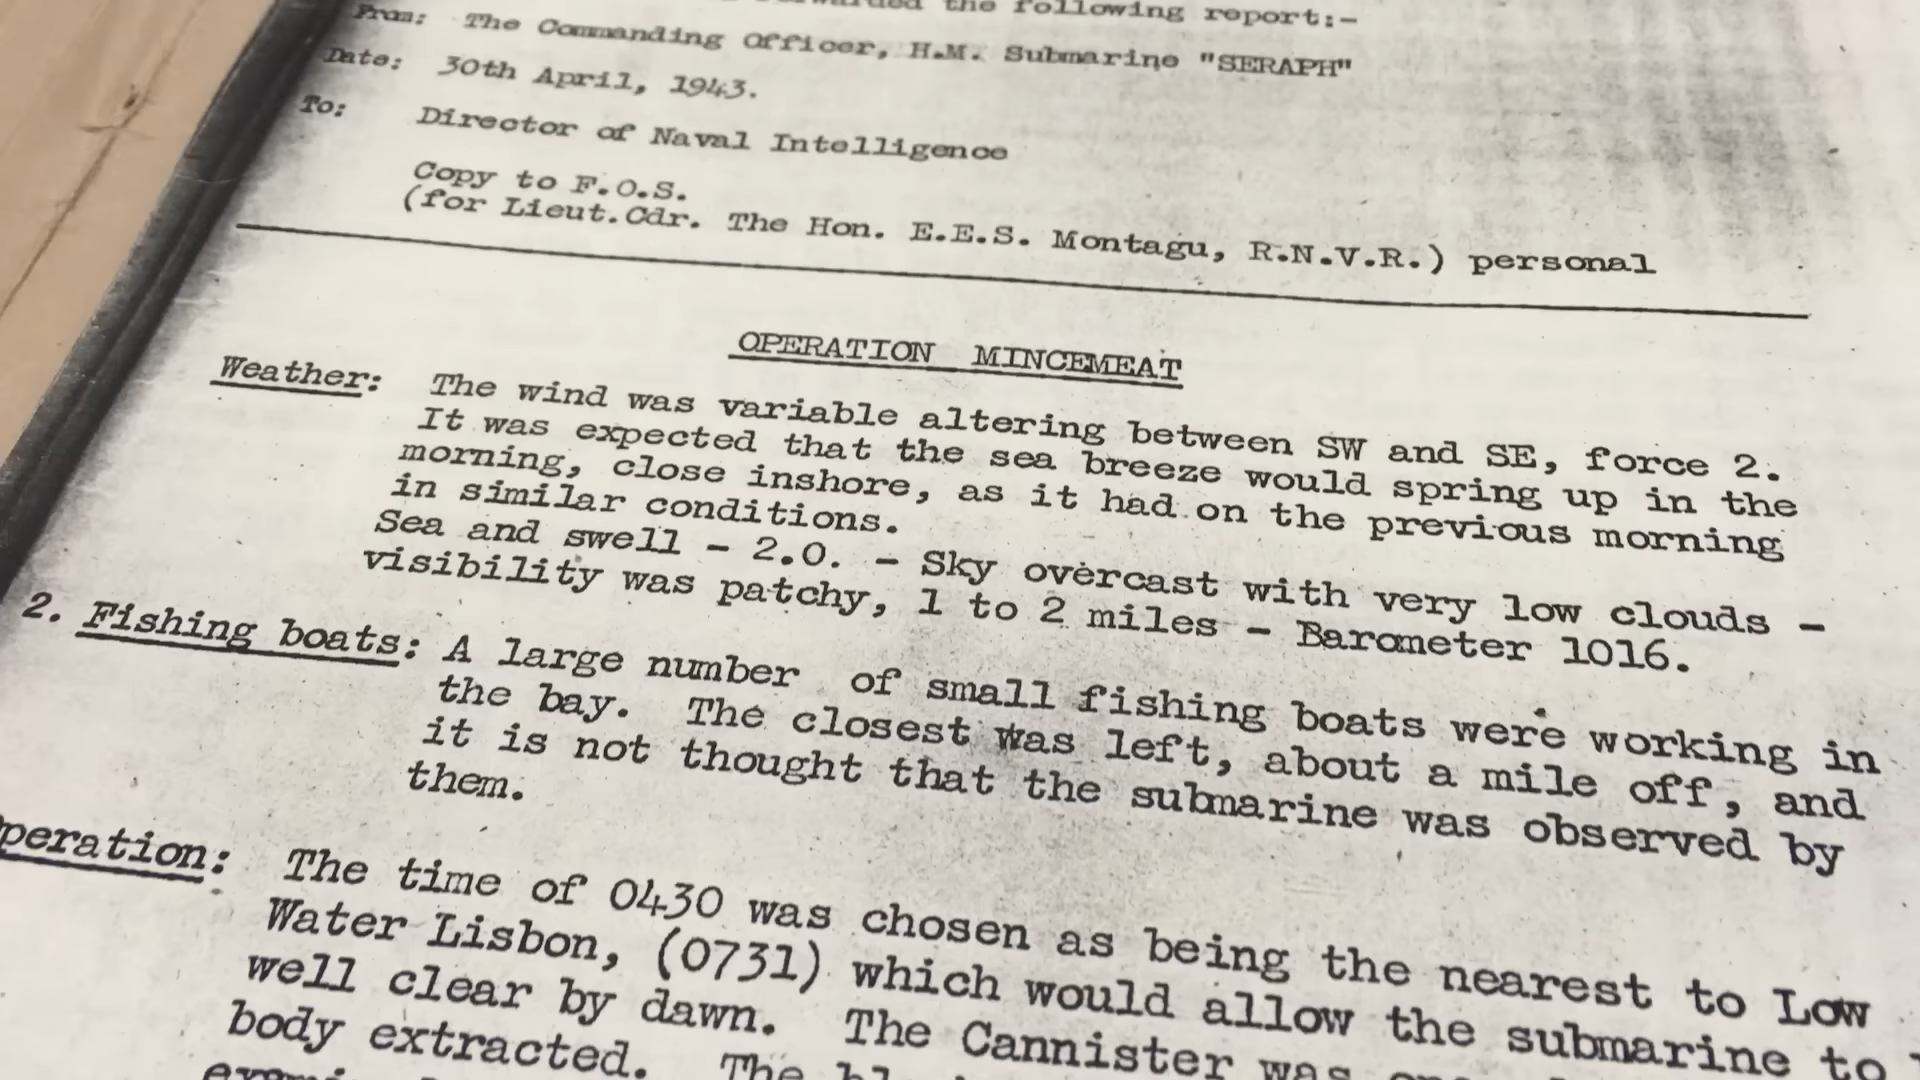 the following report:-
From: The Commanding Officer, H.M. Submarine "SERAPH"
Date: 30th April, 1943.
To: Director of Naval Intelligence
Copy to F.O.S.
(for Lieut.Cdr. The Hon. E.E.S. Montagu, R.N.V.R.) personal
OPERATION MINCEMEAT
Weather: The wind was variable altering between SW and SE, force 2.
It was expected that the sea breeze would spring up in the
morning, close inshore, as it had on the previous morning
in similar conditions.
Sea and swell - 2.0. - Sky overcast with very low clouds -
visibility was patchy, 1 to 2 miles - Barometer 1016.
2. Fishing boats: A large number of small fishing boats were working in
the bay. The closest was left, about a mile off, and
it is not thought that the submarine was observed by
them.
peration: The time of 0430 was chosen as being the nearest to Low
Water Lisbon, (0731) which would allow the submarine to
well clear by dawn. The Cannister was
body extracted. The